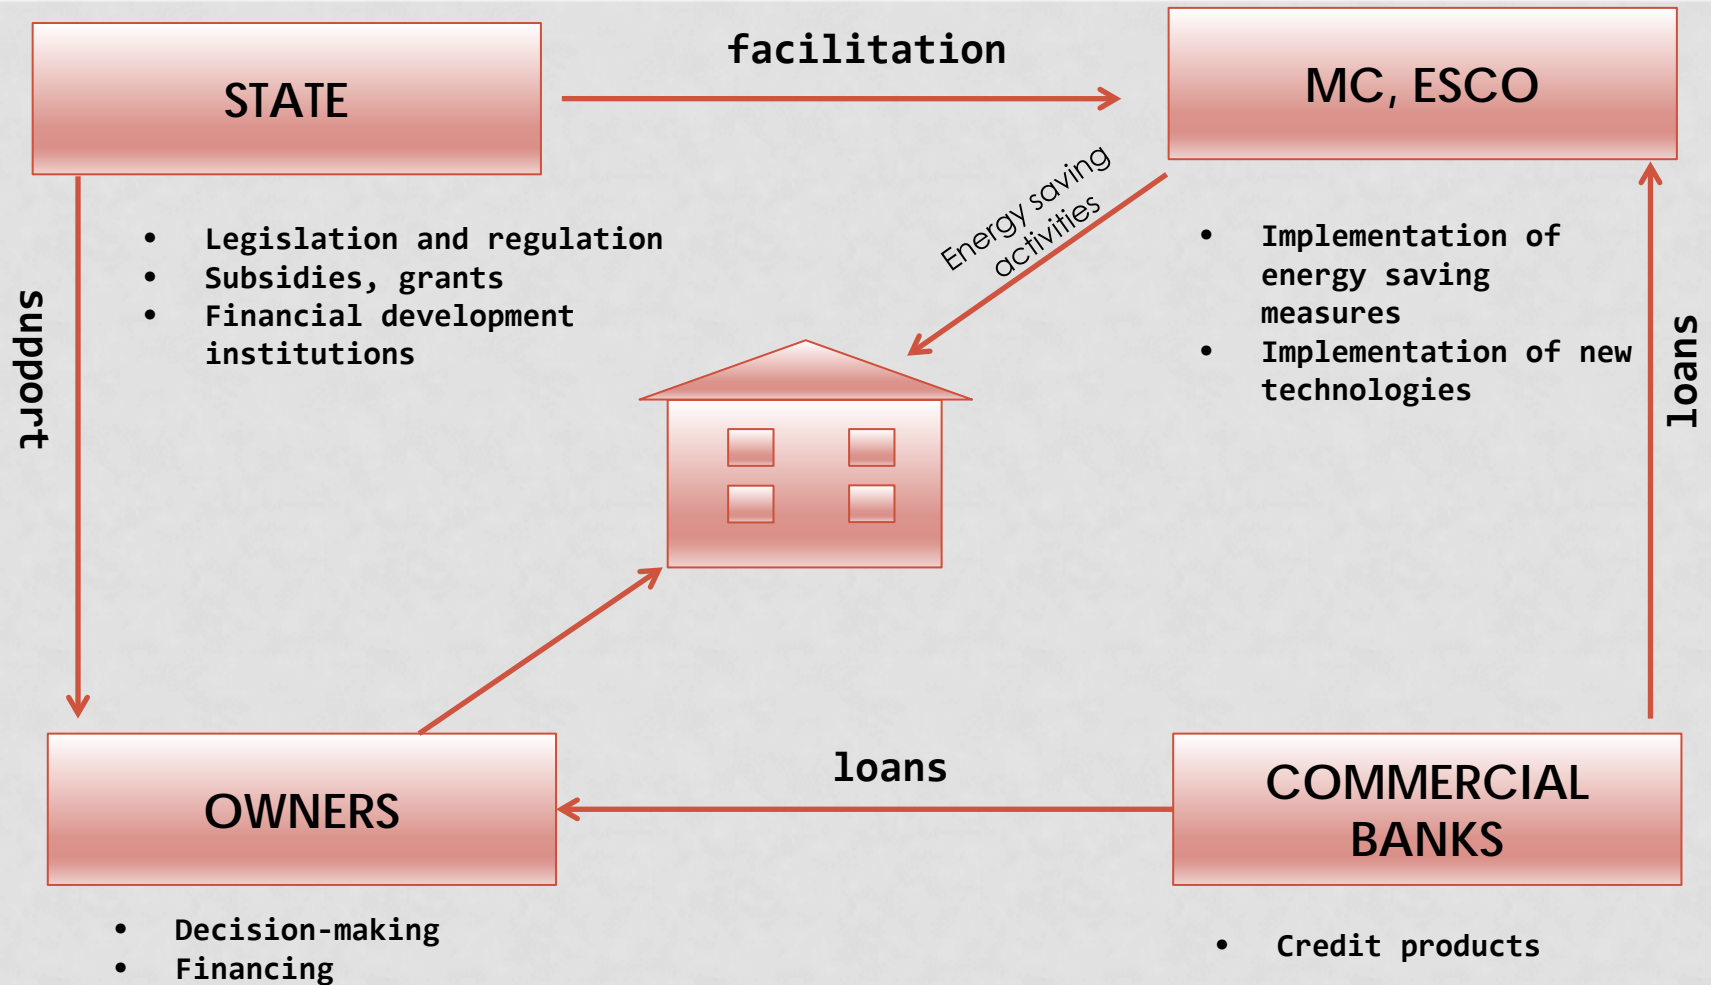 STATE
facilitation
MC, ESCO
Energy saving
activities
• Legislation and regulation
• Subsidies, grants
• Financial development
institutions
support
• Implementation of
energy saving
measures
• Implementation of new
technologies
loans
OWNERS
loans
COMMERCIAL
BANKS
• Decision-making
• Financing
• Credit products